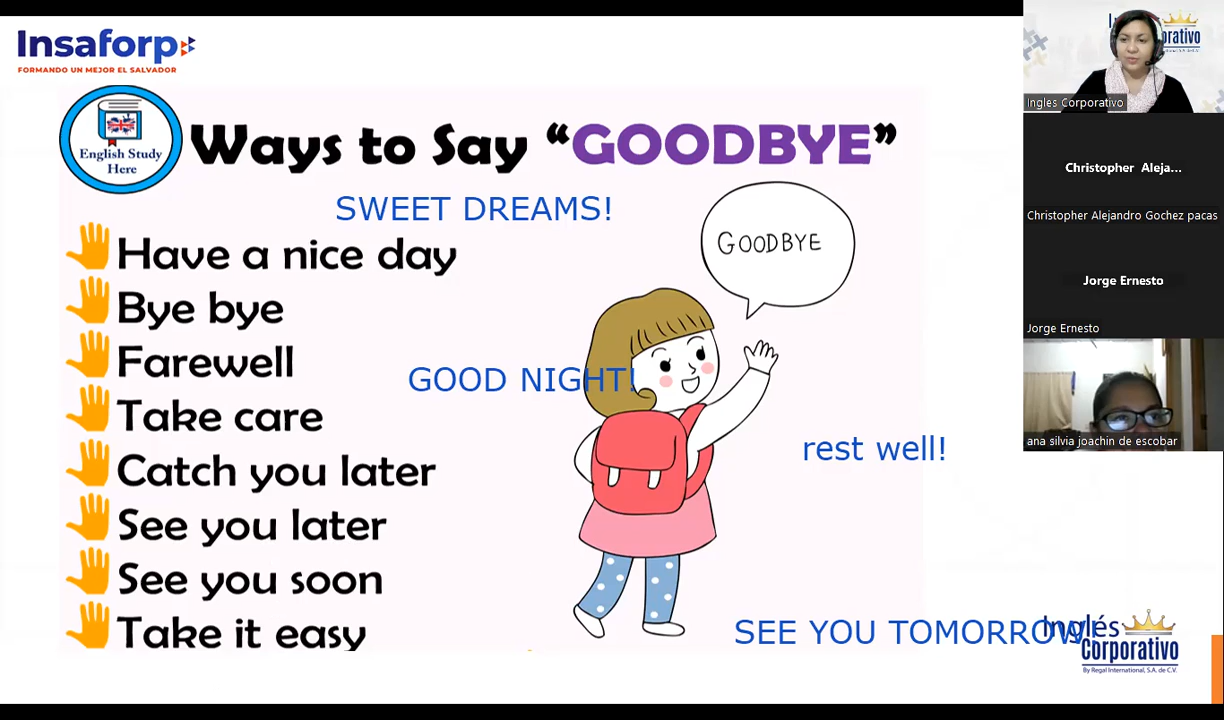 Insaforp
FORMANDO UN MEJOR EL SALVADOR
English Study
Here
Ways to Say “GOODBYE”
SWEET DREAMS!
GOODBYE
Have a nice day
Bye bye
Farewell
GOOD NIGHT!
Take care
rest well!
Catch you later
See you later
See you soon
Take it easy
SEE YOU TOMORROW
Inglés
Corporativo
By Regal International, S.A. de C.V.
Ingles Corporativo
Christopher Aleja...
Christopher Alejandro Gochez pacas
Jorge Ernesto
Jorge Ernesto
ana silvia joachin de escobar